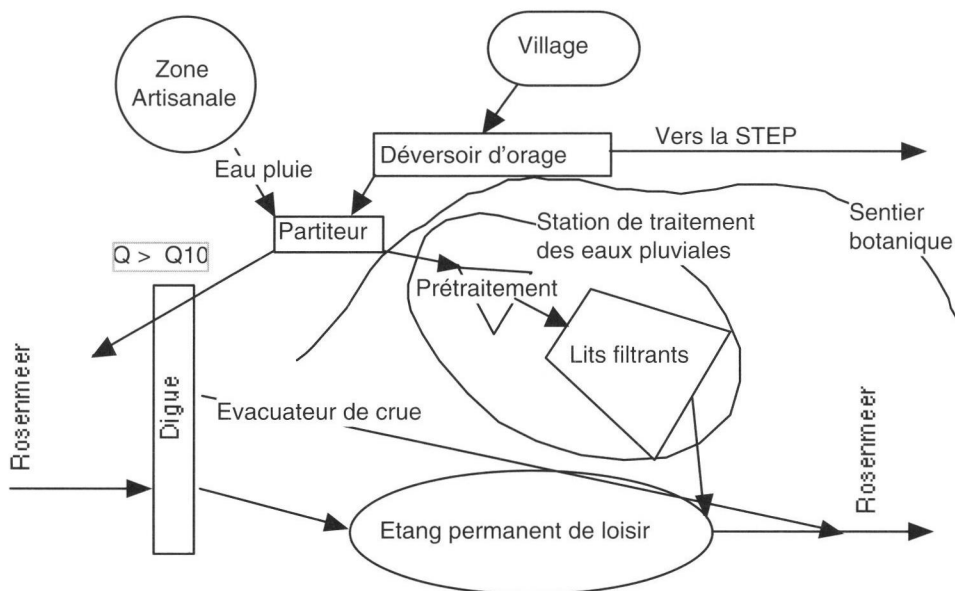 Village
Zone
Artisanale
Déversoir d'orage
Vers la STEP
Eau pluie
Partiteur
Station de traitement
des eaux pluviales
Sentier
botanique
Q > Q10
Prétraitement
Lits filtrants
Digue
Evacuateur de crue
Rosenmeer
Rosenmeer
Etang permanent de loisir